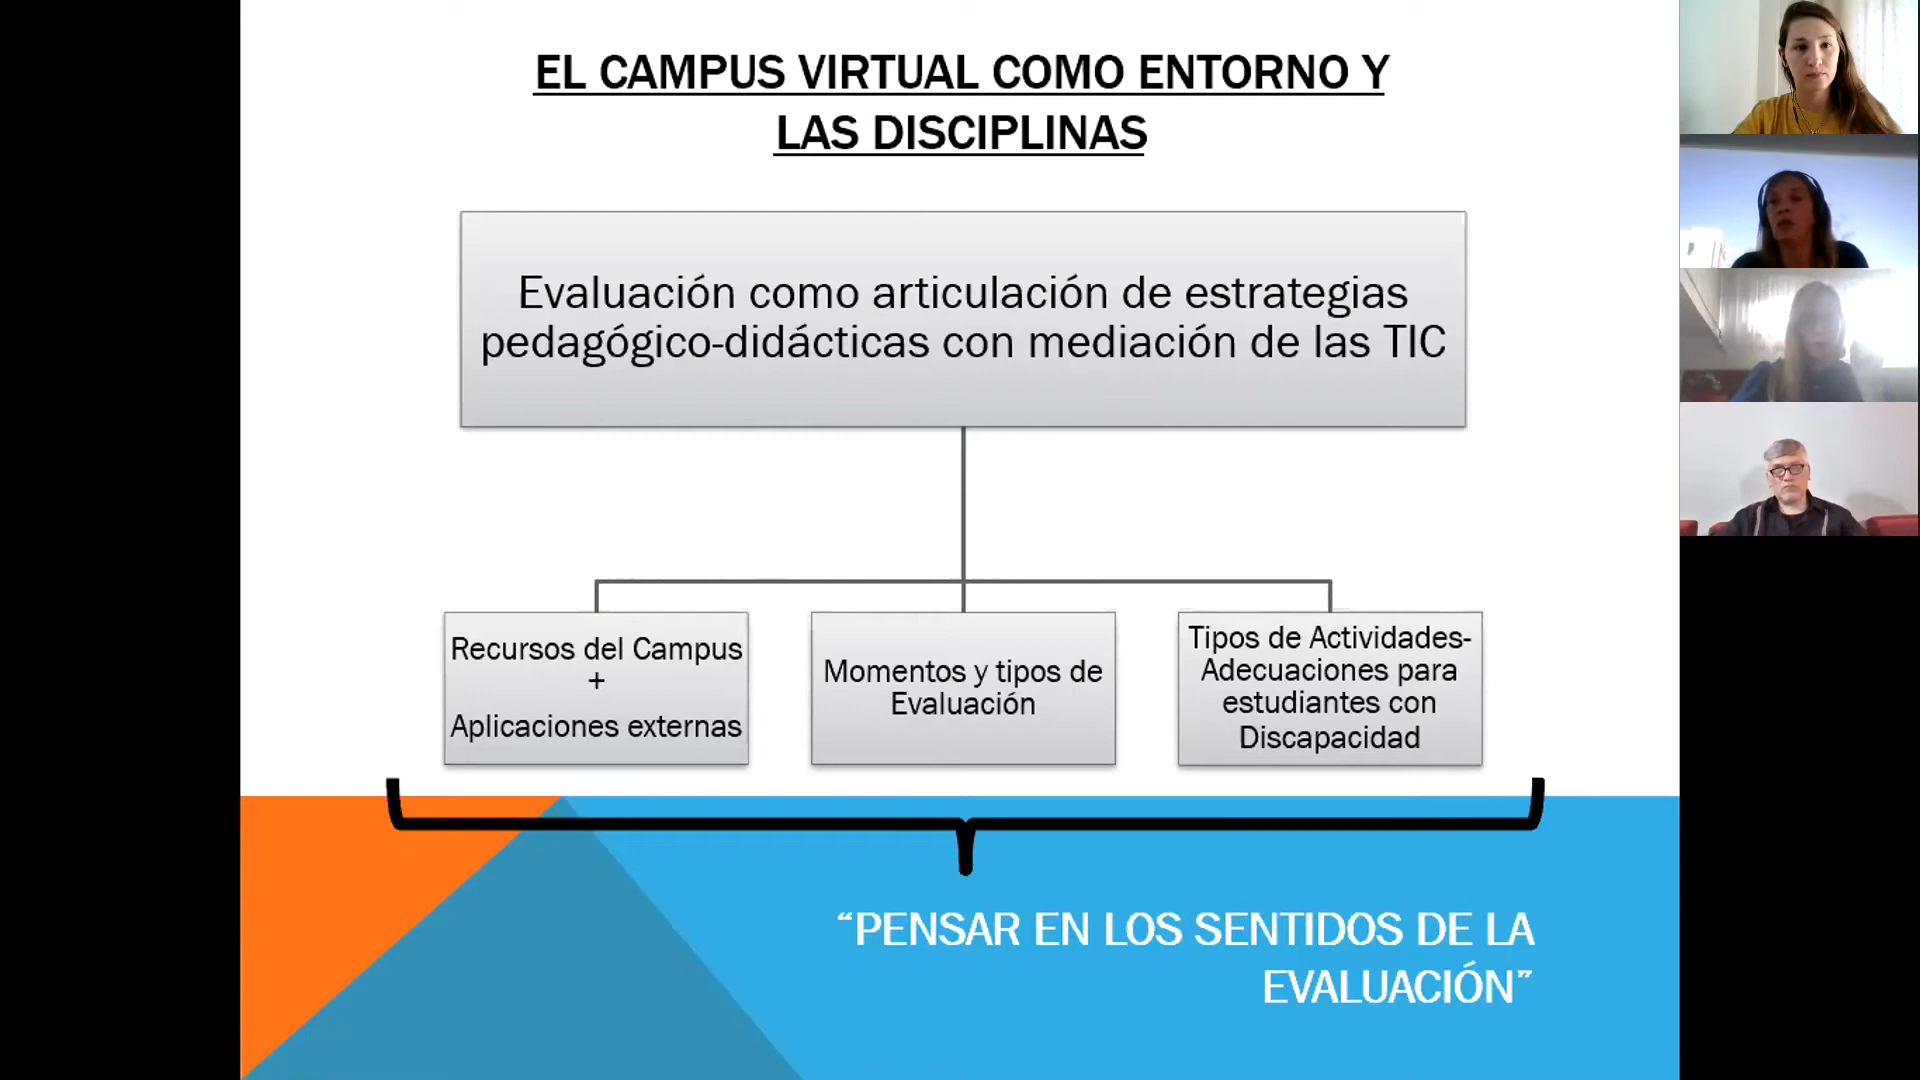 EL CAMPUS VIRTUAL COMO ENTORNO Y
LAS DISCIPLINAS
Evaluación como articulación de estrategias
pedagógico-didácticas con mediación de las TIC
Recursos del Campus
+
Aplicaciones externas
Momentos y tipos de
Evaluación
Tipos de Actividades-
Adecuaciones para
estudiantes con
Discapacidad
“PENSAR EN LOS SENTIDOS DE LA
EVALUACIÓN”